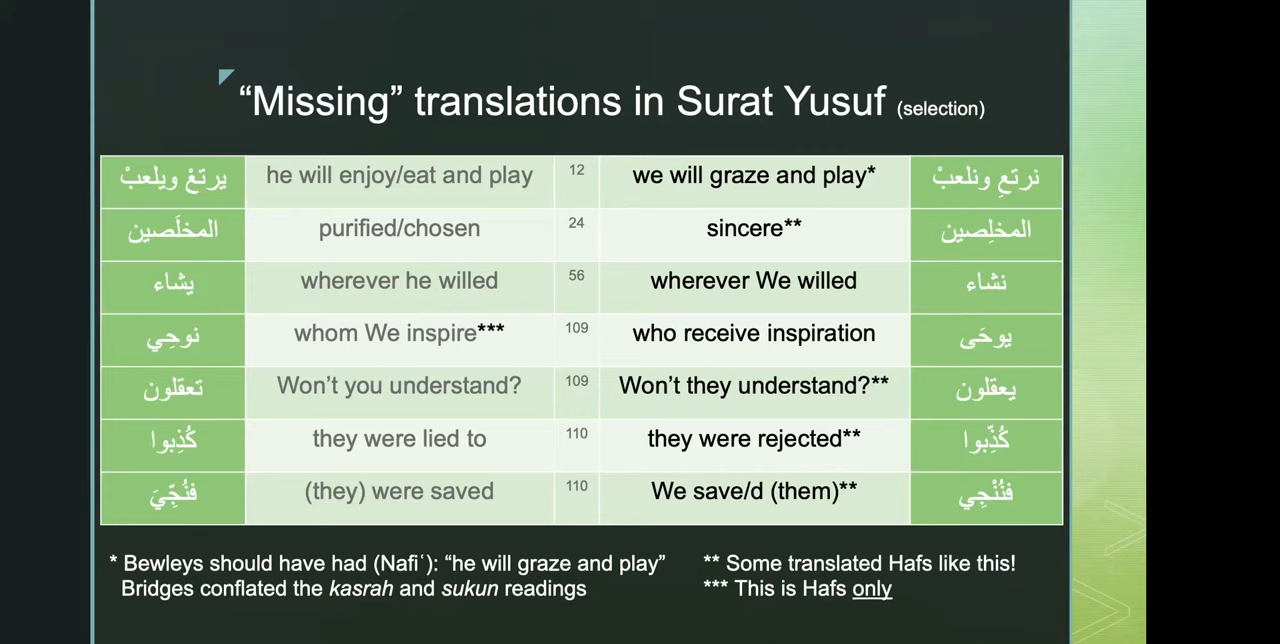 “Missing” translations in Surat Yusuf (selection)
يرتعْ ويلعبْ he will enjoy/eat and play 12 we will graze and play* نرتعِ ونلعبْ
المخلَصين purified/chosen 24 sincere** المخلِصين
يشاء wherever he willed 56 wherever We willed نشاء
نوحِي whom We inspire*** 109 who receive inspiration يوحَى
تعقلون Won’t you understand? 109 Won’t they understand?** يعقلون
كُذِبوا they were lied to 110 they were rejected** كُذِّبوا
فنُجِّيَ (they) were saved 110 We save/d (them)** فنُنْجِي
* Bewleys should have had (Nafiʿ): “he will graze and play”
Bridges conflated the kasrah and sukun readings
** Some translated Hafs like this!
*** This is Hafs only